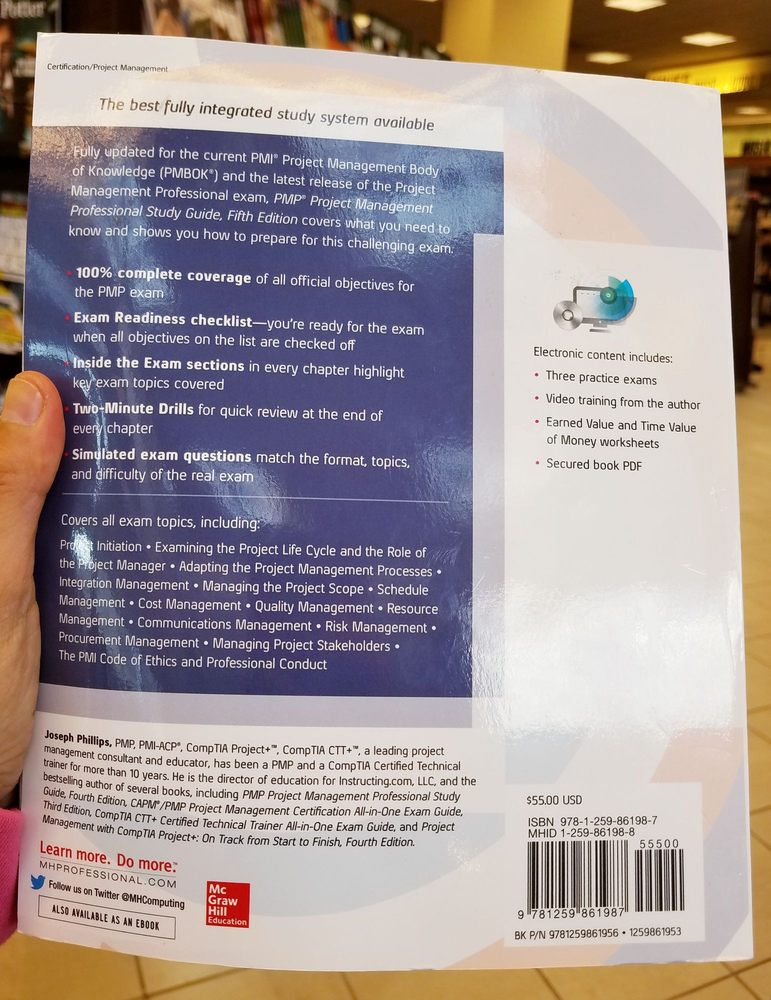 Potter
Certification/Project Management
The best fully integrated study system available
Fully updated for the current PMI® Project Management Body
of Knowledge (PMBOK®) and the latest release of the Project
Management Professional exam, PMP® Project Management
Professional Study Guide, Fifth Edition covers what you need to
know and shows you how to prepare for this challenging exam.
• 100% complete coverage of all official objectives for
the PMP exam
• Exam Readiness checklist—you're ready for the exam
when all objectives on the list are checked off
• Inside the Exam sections in every chapter highlight
key exam topics covered
• Two-Minute Drills for quick review at the end of
every chapter
• Simulated exam questions match the format, topics,
and difficulty of the real exam
Covers all exam topics, including:
Project Initiation • Examining the Project Life Cycle and the Role of
the Project Manager • Adapting the Project Management Processes •
Integration Management • Managing the Project Scope • Schedule
Management • Cost Management • Quality Management • Resource
Management • Communications Management • Risk Management •
Procurement Management • Managing Project Stakeholders •
The PMI Code of Ethics and Professional Conduct
Electronic content includes:
• Three practice exams
• Video training from the author
• Earned Value and Time Value
of Money worksheets
• Secured book PDF
Joseph Phillips, PMP, PMI-ACP®, CompTIA Project+™, CompTIA CTT+™, a leading project
management consultant and educator, has been a PMP and a CompTIA Certified Technical
trainer for more than 10 years. He is the director of education for Instructing.com, LLC, and the
bestselling author of several books, including PMP Project Management Professional Study
Guide, Fourth Edition, CAPM®/PMP Project Management Certification All-in-One Exam Guide,
Third Edition, CompTIA CTT+ Certified Technical Trainer All-in-One Exam Guide, and Project
Management with CompTIA Project+: On Track from Start to Finish, Fourth Edition.
Learn more. Do more.™
MHPROFESSIONAL.COM
Follow us on Twitter @MHComputing
ALSO AVAILABLE AS AN EBOOK
Mc
Graw
Hill
Education
$55.00 USD
ISBN 978-1-259-86198-7
MHID 1-259-86198-8
55500
9 781259 861987
BK P/N 9781259861956 • 1259861953